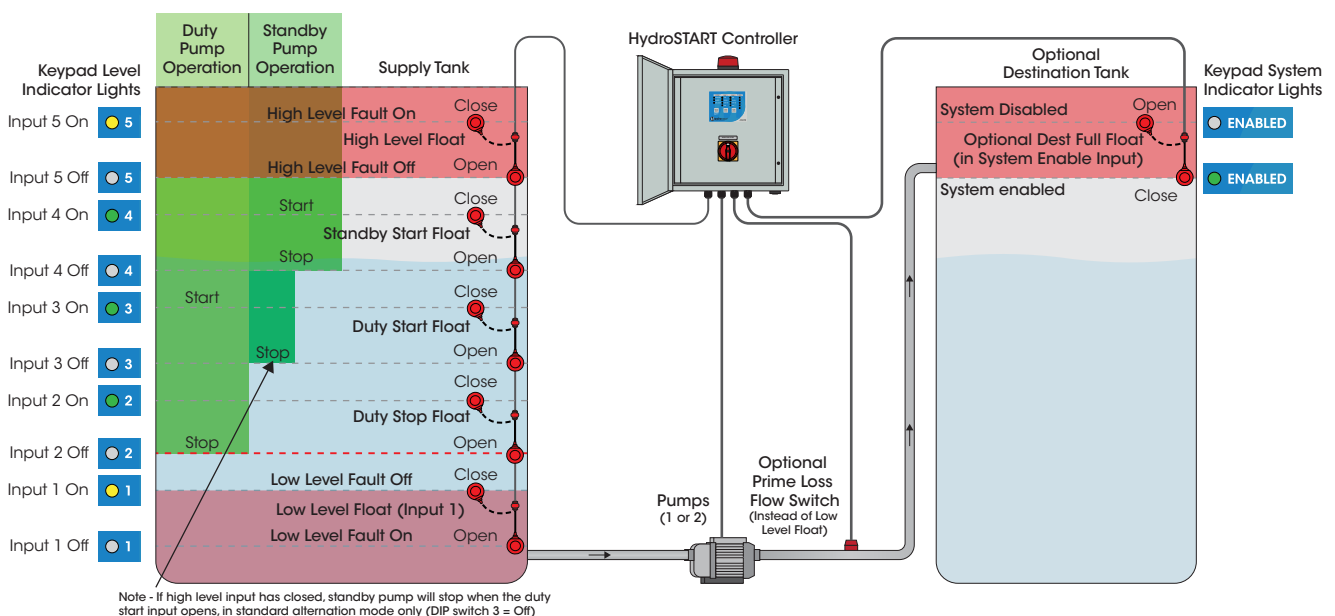 Duty
Pump
Operation
Standby
Pump
Operation
Keypad Level
Indicator Lights
Supply Tank
HydroSTART Controller
Optional
Destination Tank
Keypad System
Indicator Lights
Input 5 On
5
High Level Fault On
Close
High Level Float
Input 5 Off
5
High Level Fault Off
Open
Input 4 On
4
Start
Close
Standby Start Float
Input 4 Off
4
Stop
Open
Start
Input 3 On
3
Close
Duty Start Float
Input 3 Off
3
Stop
Open
Input 2 On
2
Close
Duty Stop Float
Input 2 Off
2
Stop
Open
Input 1 On
1
Low Level Fault Off
Close
Low Level Float (Input 1)
Input 1 Off
1
Low Level Fault On
Open
Note - If high level input has closed, standby pump will stop when the duty
start input opens, in standard alternation mode only (DIP switch 3 = Off)
Pumps
(1 or 2)
Optional
Prime Loss
Flow Switch
(Instead of Low
Level Float)
System Disabled
Open
Optional Dest Full Float
(in System Enable Input)
System enabled
Close
ENABLED
ENABLED